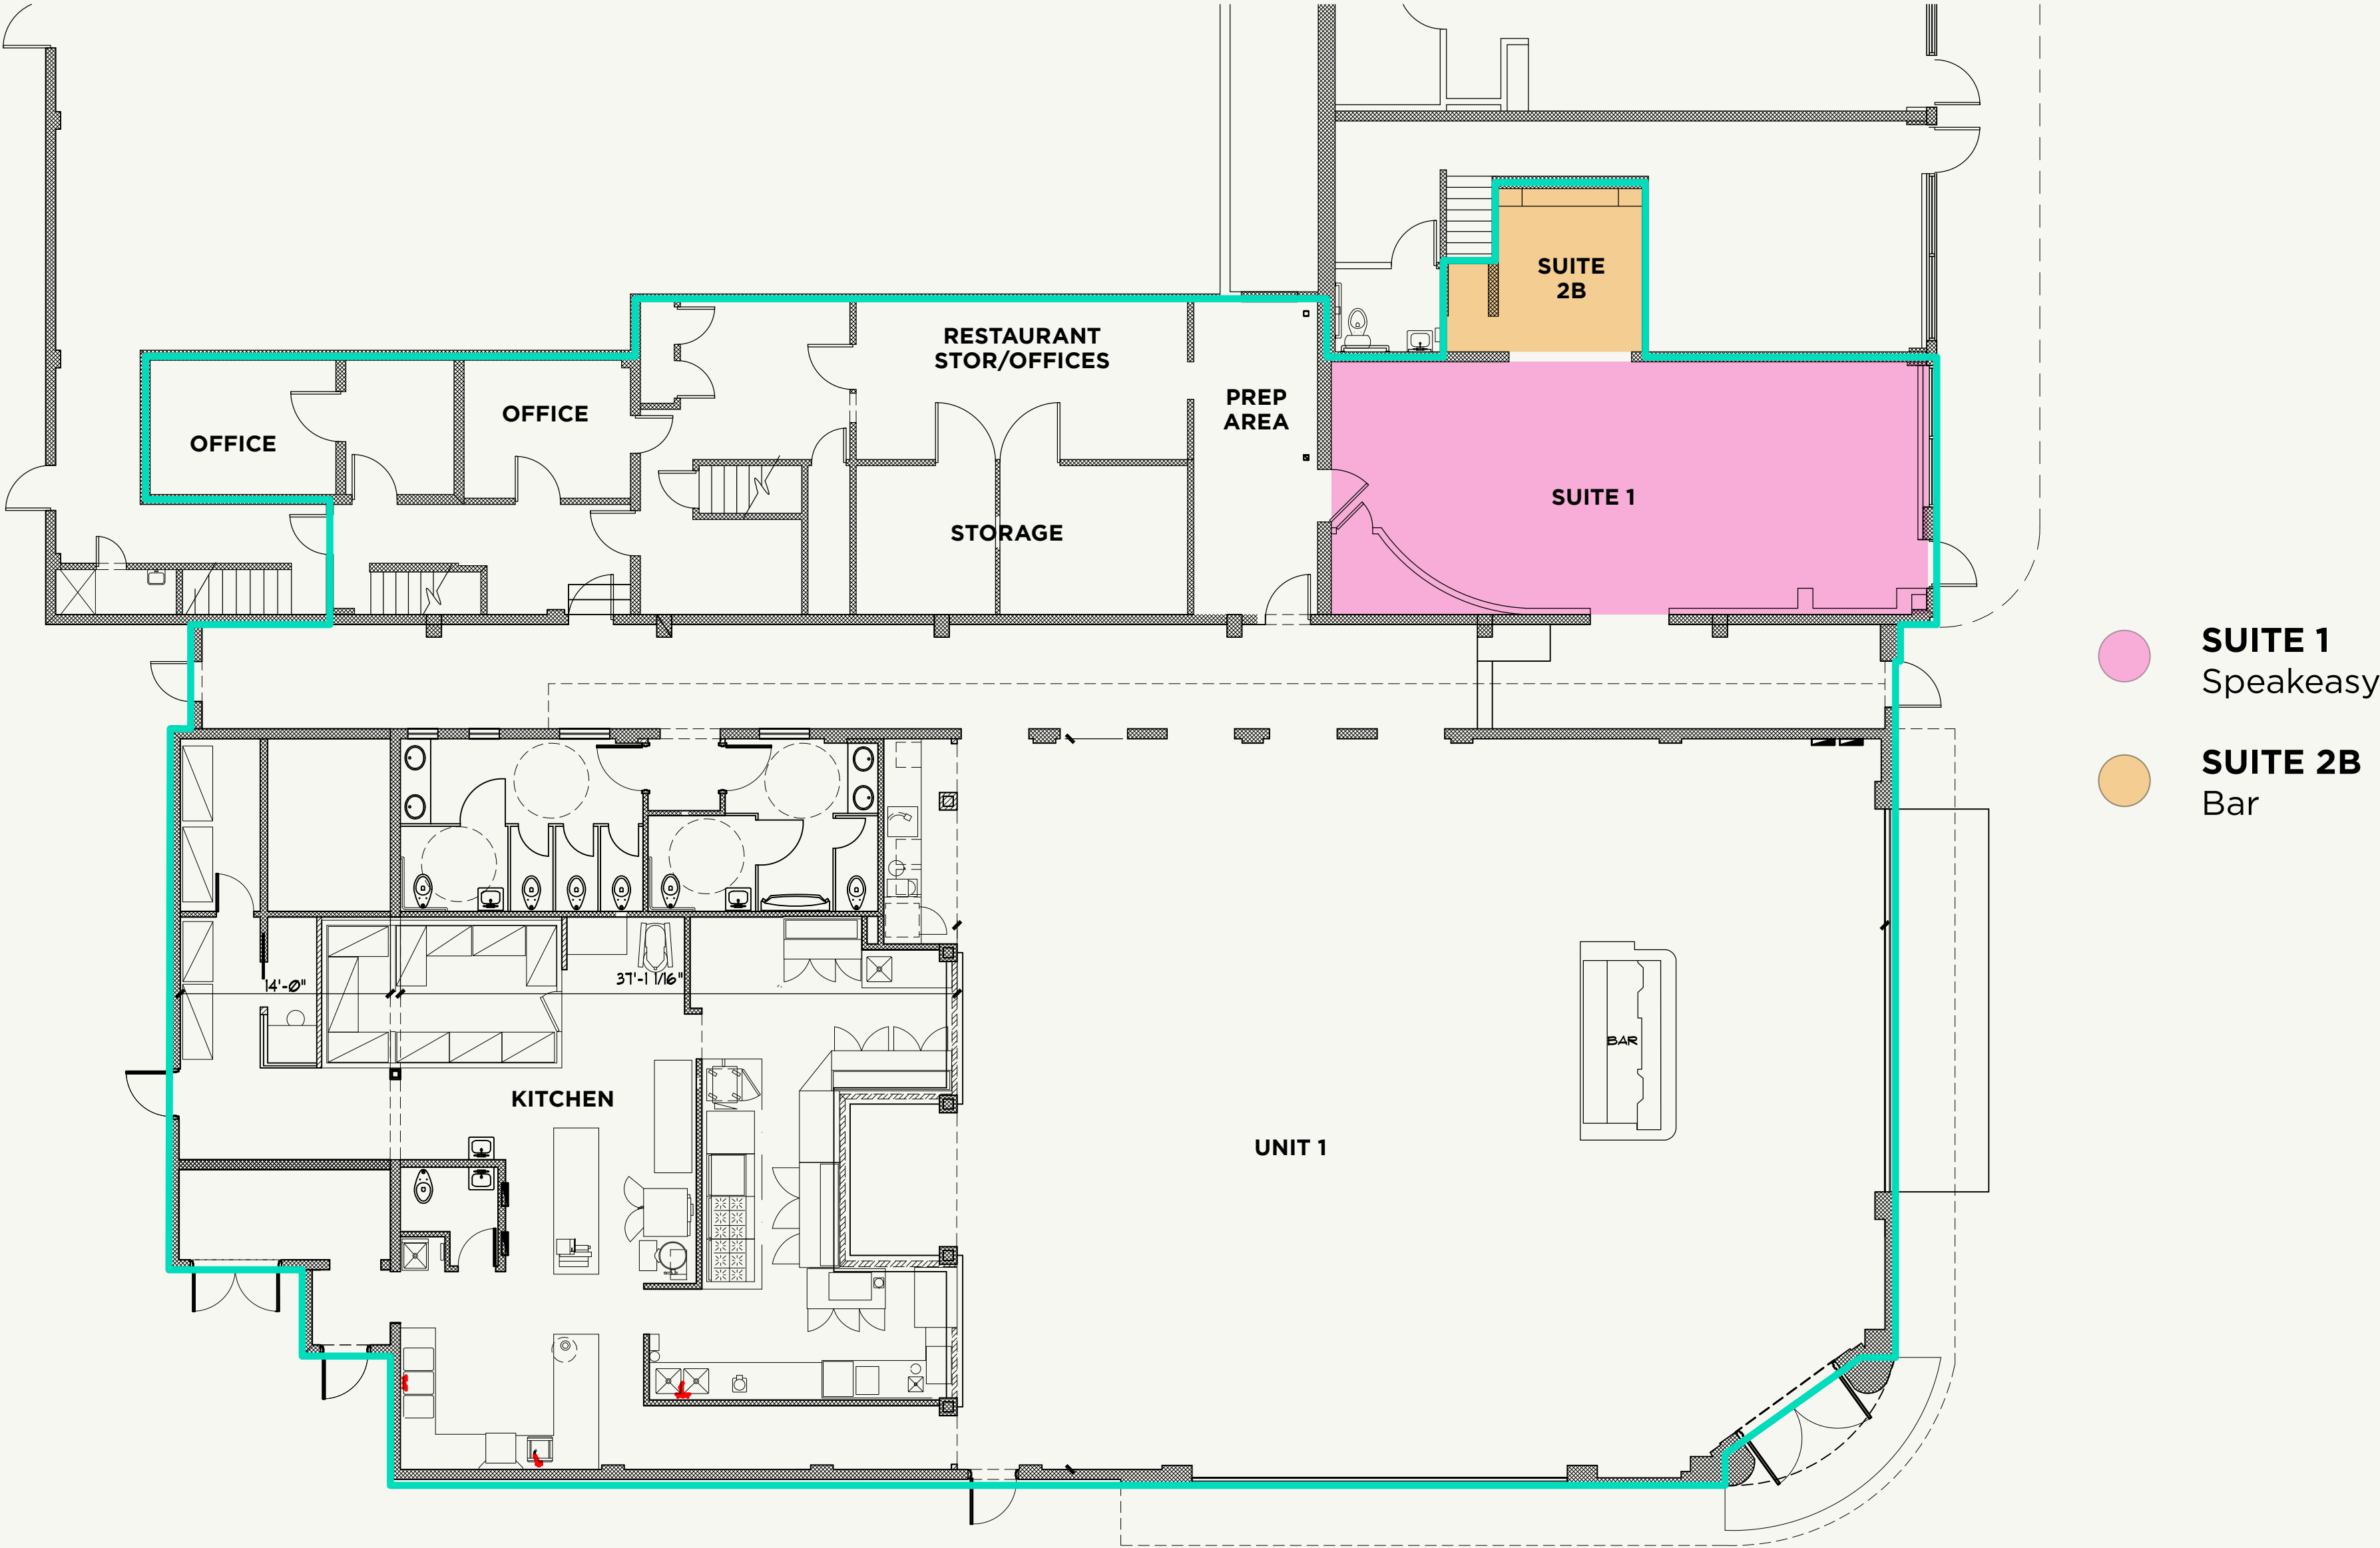 SUITE
2B
RESTAURANT
STOR/OFFICES
PREP
AREA
OFFICE
OFFICE
SUITE 1
STORAGE
SUITE 1
Speakeasy
SUITE 2B
Bar
14'-0"
37'-1 1/16"
BAR
KITCHEN
UNIT 1